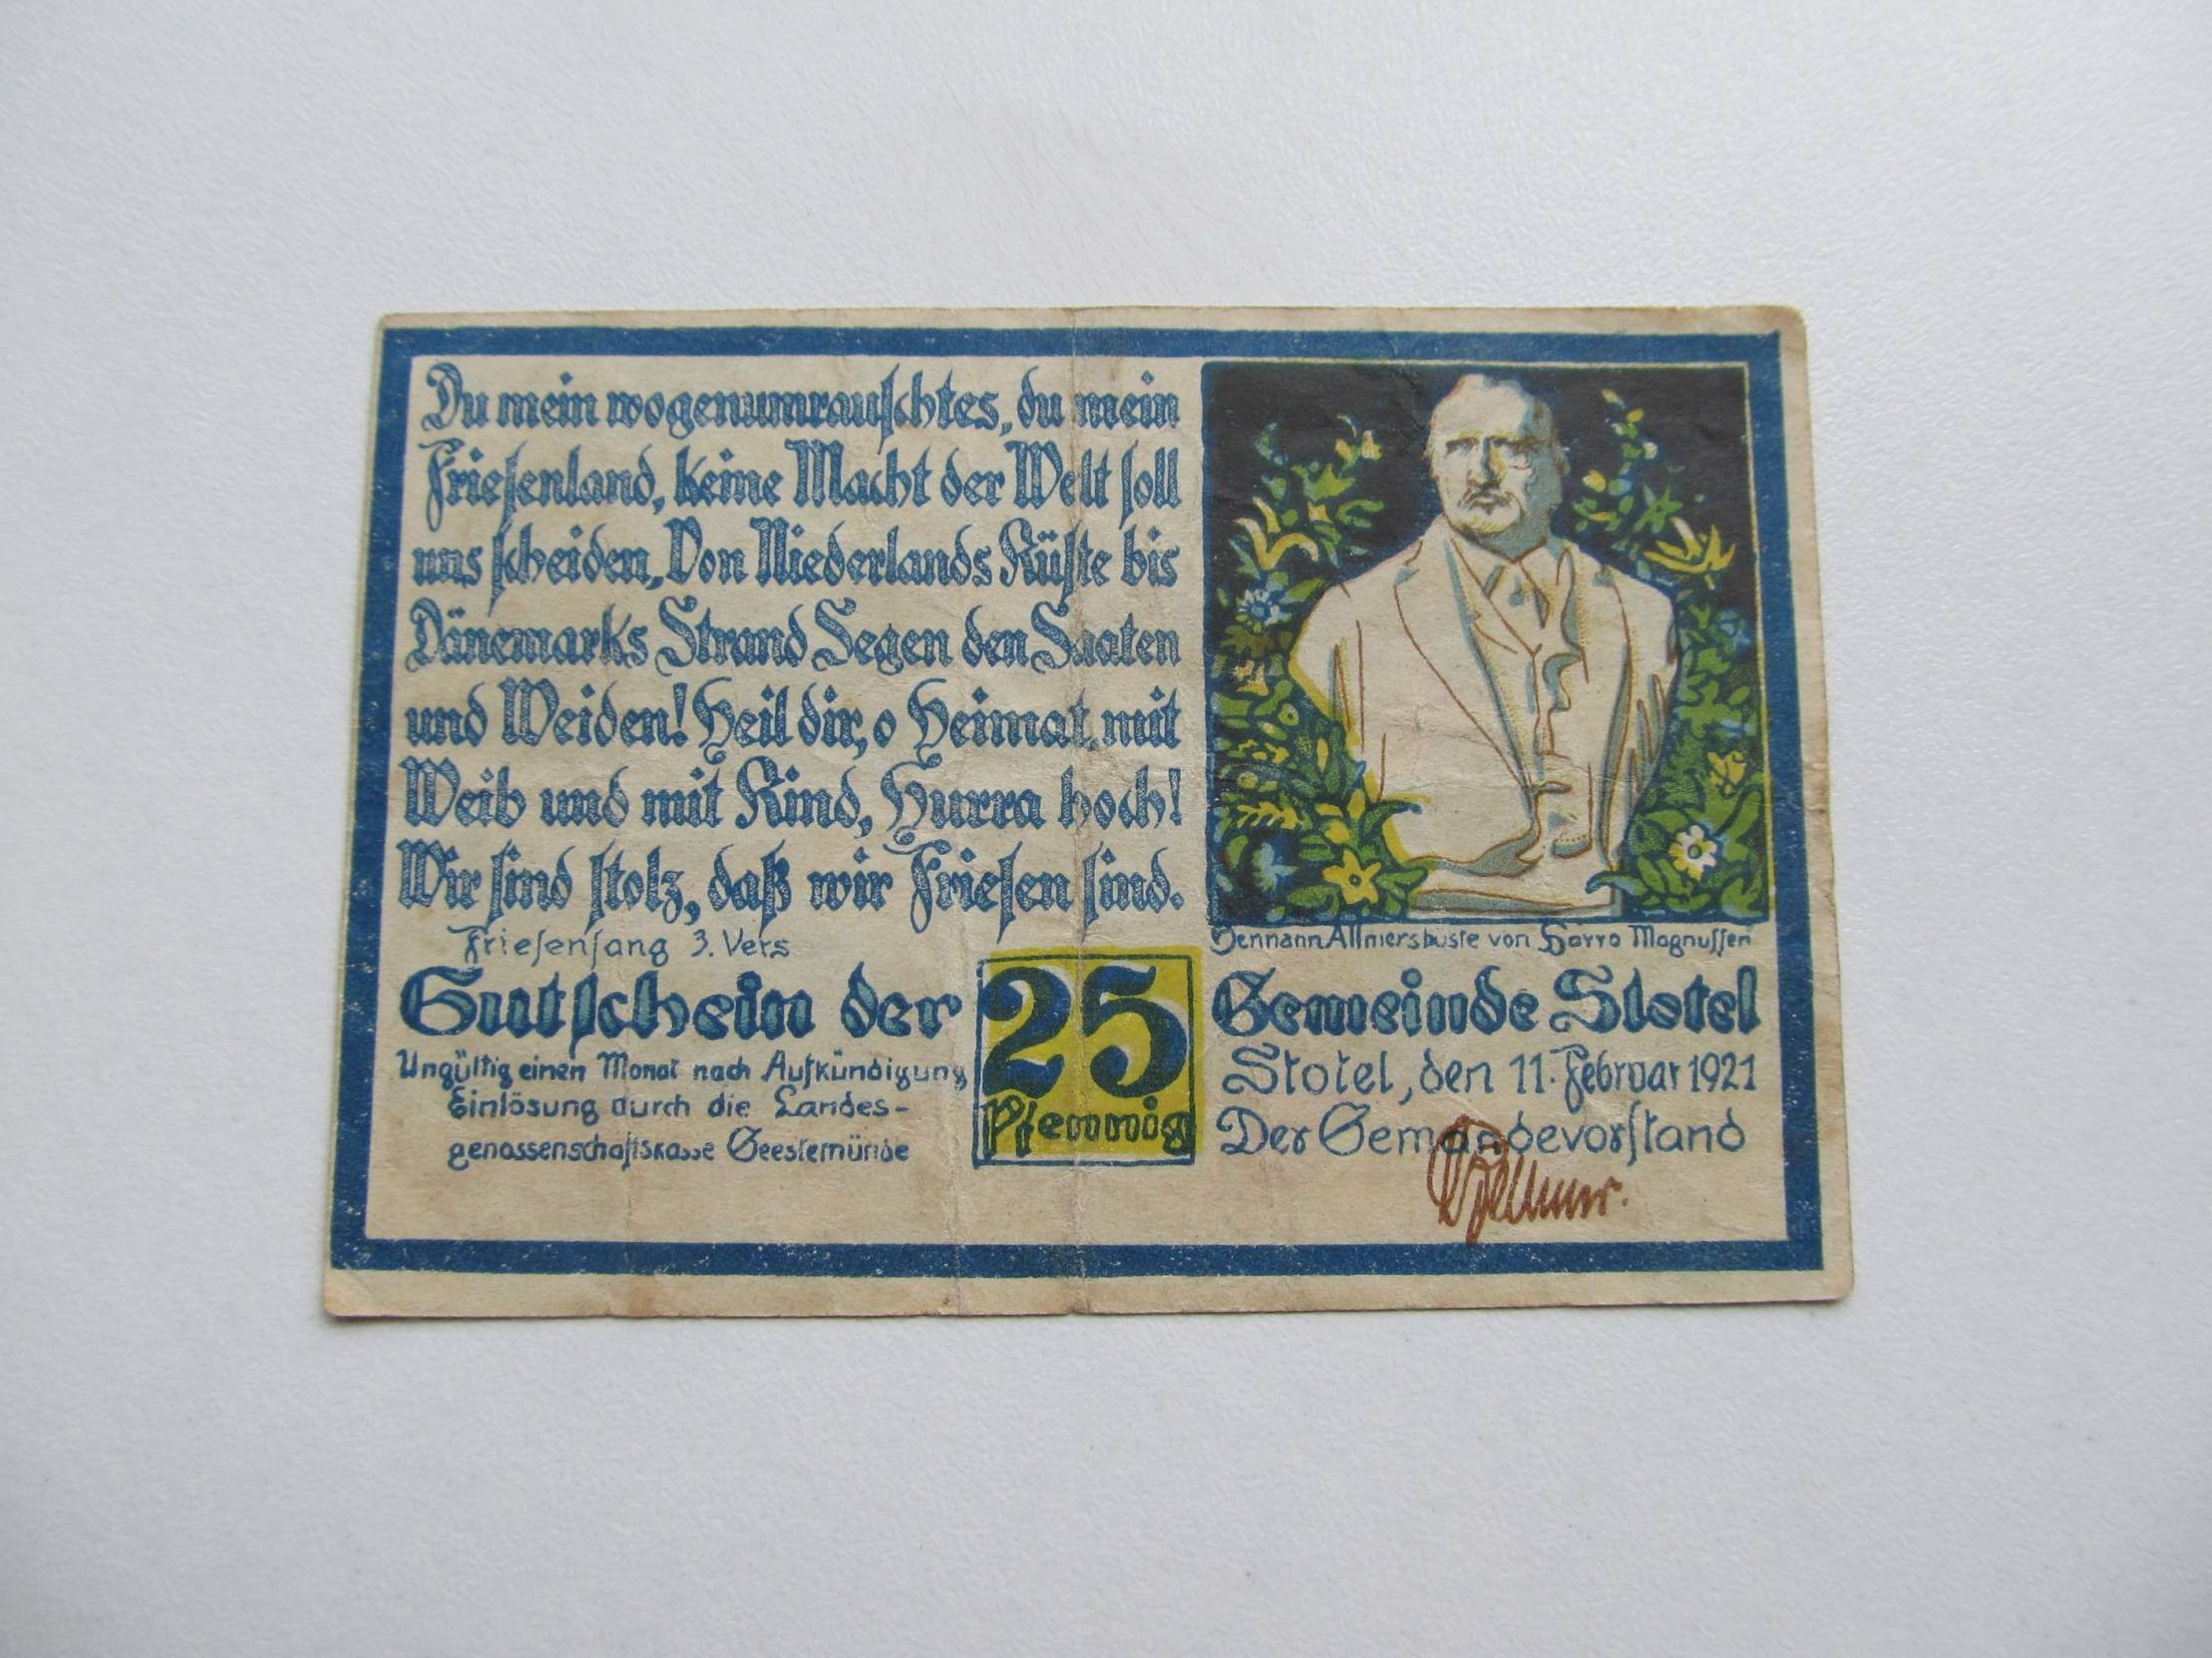 Du mein wogenumrauschtes, du mein
Friesenland, keine Macht der Welt soll
uns scheiden, Von Niederlands Küste bis
Dänemarks Strand Segen den Saaten
und Weiden! Heil dir, o Heimat, mit
Weib und mit Kind, Hurra hoch!
Wir sind stolz, daß wir Friesen sind.
Friesensang 3. Vers
Hermann Allmersbüste von Harro Magnussen
Gutschein der
25
Pfennig
Gemeinde Stotel
Ungültig einen Monat nach Aufkündigung
Einlösung durch die Landes-
genossenschaftskasse Geestemünde
Stotel, den 11. Februar 1921
Der Gemeindevorstand